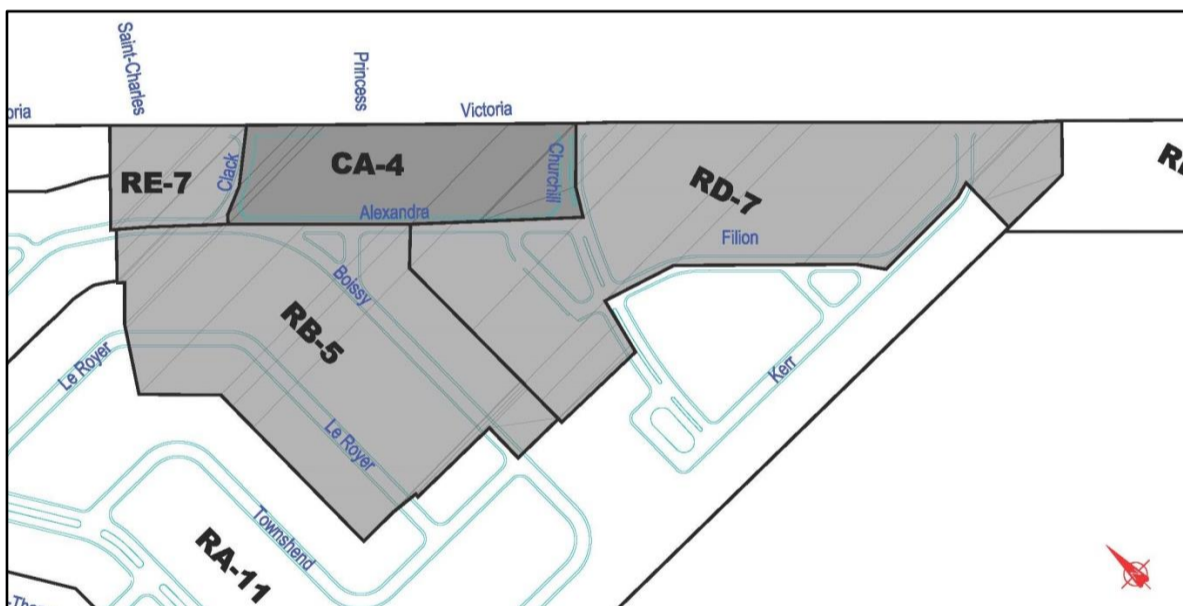 Saint-Charles
Princess
oria
Victoria
RE-7
Clack
CA-4
Churchill
RD-7
Alexandra
Filion
Boissy
RB-5
Le Royer
Kerr
Le Royer
Townshend
RA-11